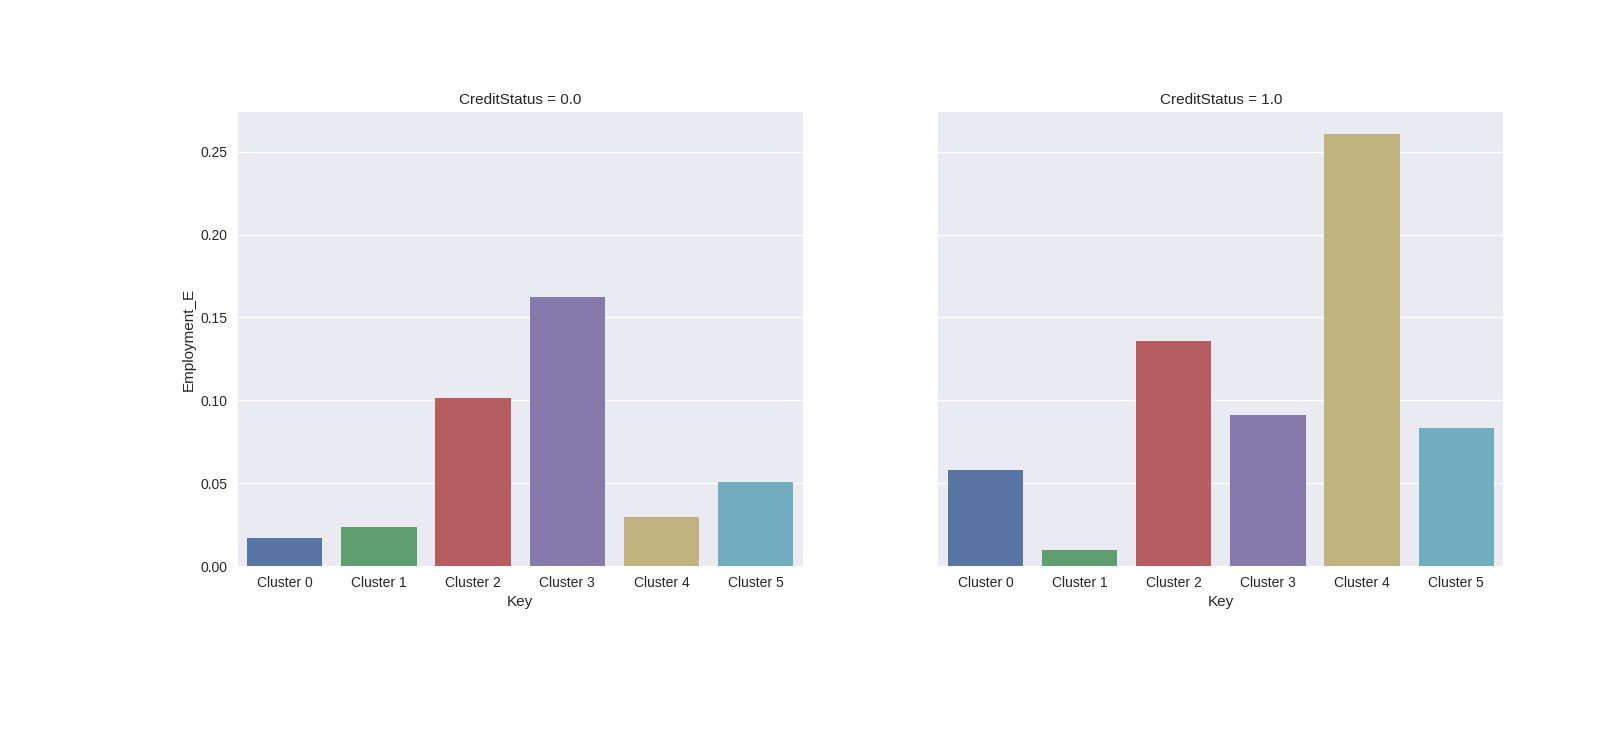 CreditStatus = 0.0
Employment_E
0.25
0.20
0.15
0.10
0.05
0.00
Cluster 0 Cluster 1 Cluster 2 Cluster 3 Cluster 4 Cluster 5
Key
CreditStatus = 1.0
Cluster 0 Cluster 1 Cluster 2 Cluster 3 Cluster 4 Cluster 5
Key